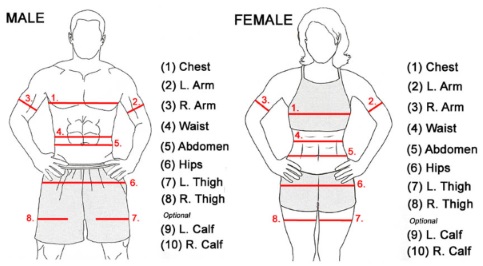 MALE
(1) Chest
(2) L. Arm
(3) R. Arm
(4) Waist
(5) Abdomen
(6) Hips
(7) L. Thigh
(8) R. Thigh
Optional
(9) L. Calf
(10) R. Calf
3.
1.
2.
4.
5.
6.
8.
7.
FEMALE
(1) Chest
(2) L. Arm
(3) R. Arm
(4) Waist
(5) Abdomen
(6) Hips
(7) L. Thigh
(8) R. Thigh
Optional
(9) L. Calf
(10) R. Calf
3.
2.
1.
4.
5.
6.
8.
7.